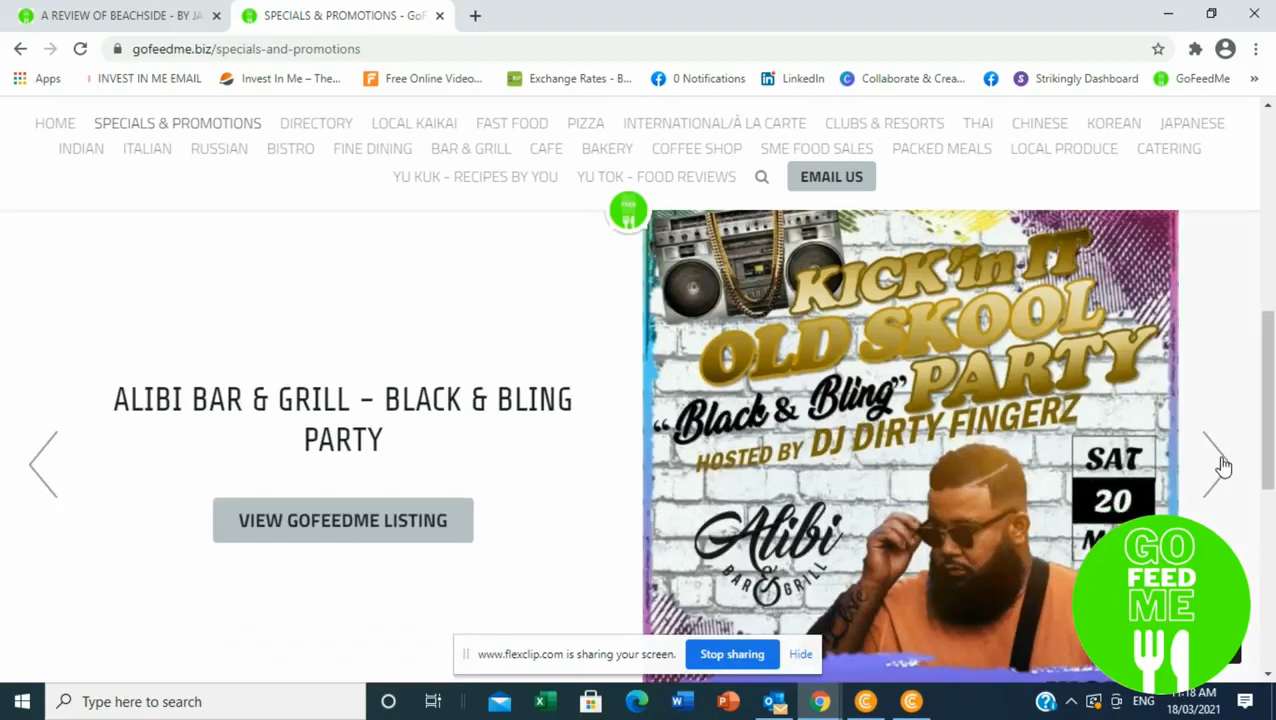 A REVIEW OF BEACHSIDE - BY JA
SPECIALS & PROMOTIONS - GoF
gofeedme.biz/specials-and-promotions
Apps
INVEST IN ME EMAIL
Invest In Me – The...
Free Online Video...
Exchange Rates - B...
0 Notifications
LinkedIn
Collaborate & Crea...
Strikingly Dashboard
GoFeedMe
HOME SPECIALS & PROMOTIONS DIRECTORY LOCAL KAIKAI FAST FOOD PIZZA INTERNATIONAL/À LA CARTE CLUBS & RESORTS THAI CHINESE KOREAN JAPANESE
INDIAN ITALIAN RUSSIAN BISTRO FINE DINING BAR & GRILL CAFE BAKERY COFFEE SHOP SME FOOD SALES PACKED MEALS LOCAL PRODUCE CATERING
YU KUK - RECIPES BY YOU YU TOK - FOOD REVIEWS EMAIL US
FEED
ALIBI BAR & GRILL – BLACK & BLING
PARTY
VIEW GOFEEDME LISTING
KICK'in IT
OLD SKOOL
"Black & Bling" PARTY
HOSTED BY DJ DIRTY FINGERZ
SAT
20
Alibi
BAR & GRILL
Love
GO
FEED
ME
www.flexclip.com is sharing your screen.
Stop sharing
Hide
Type here to search
ENG
11:18 AM
18/03/2021